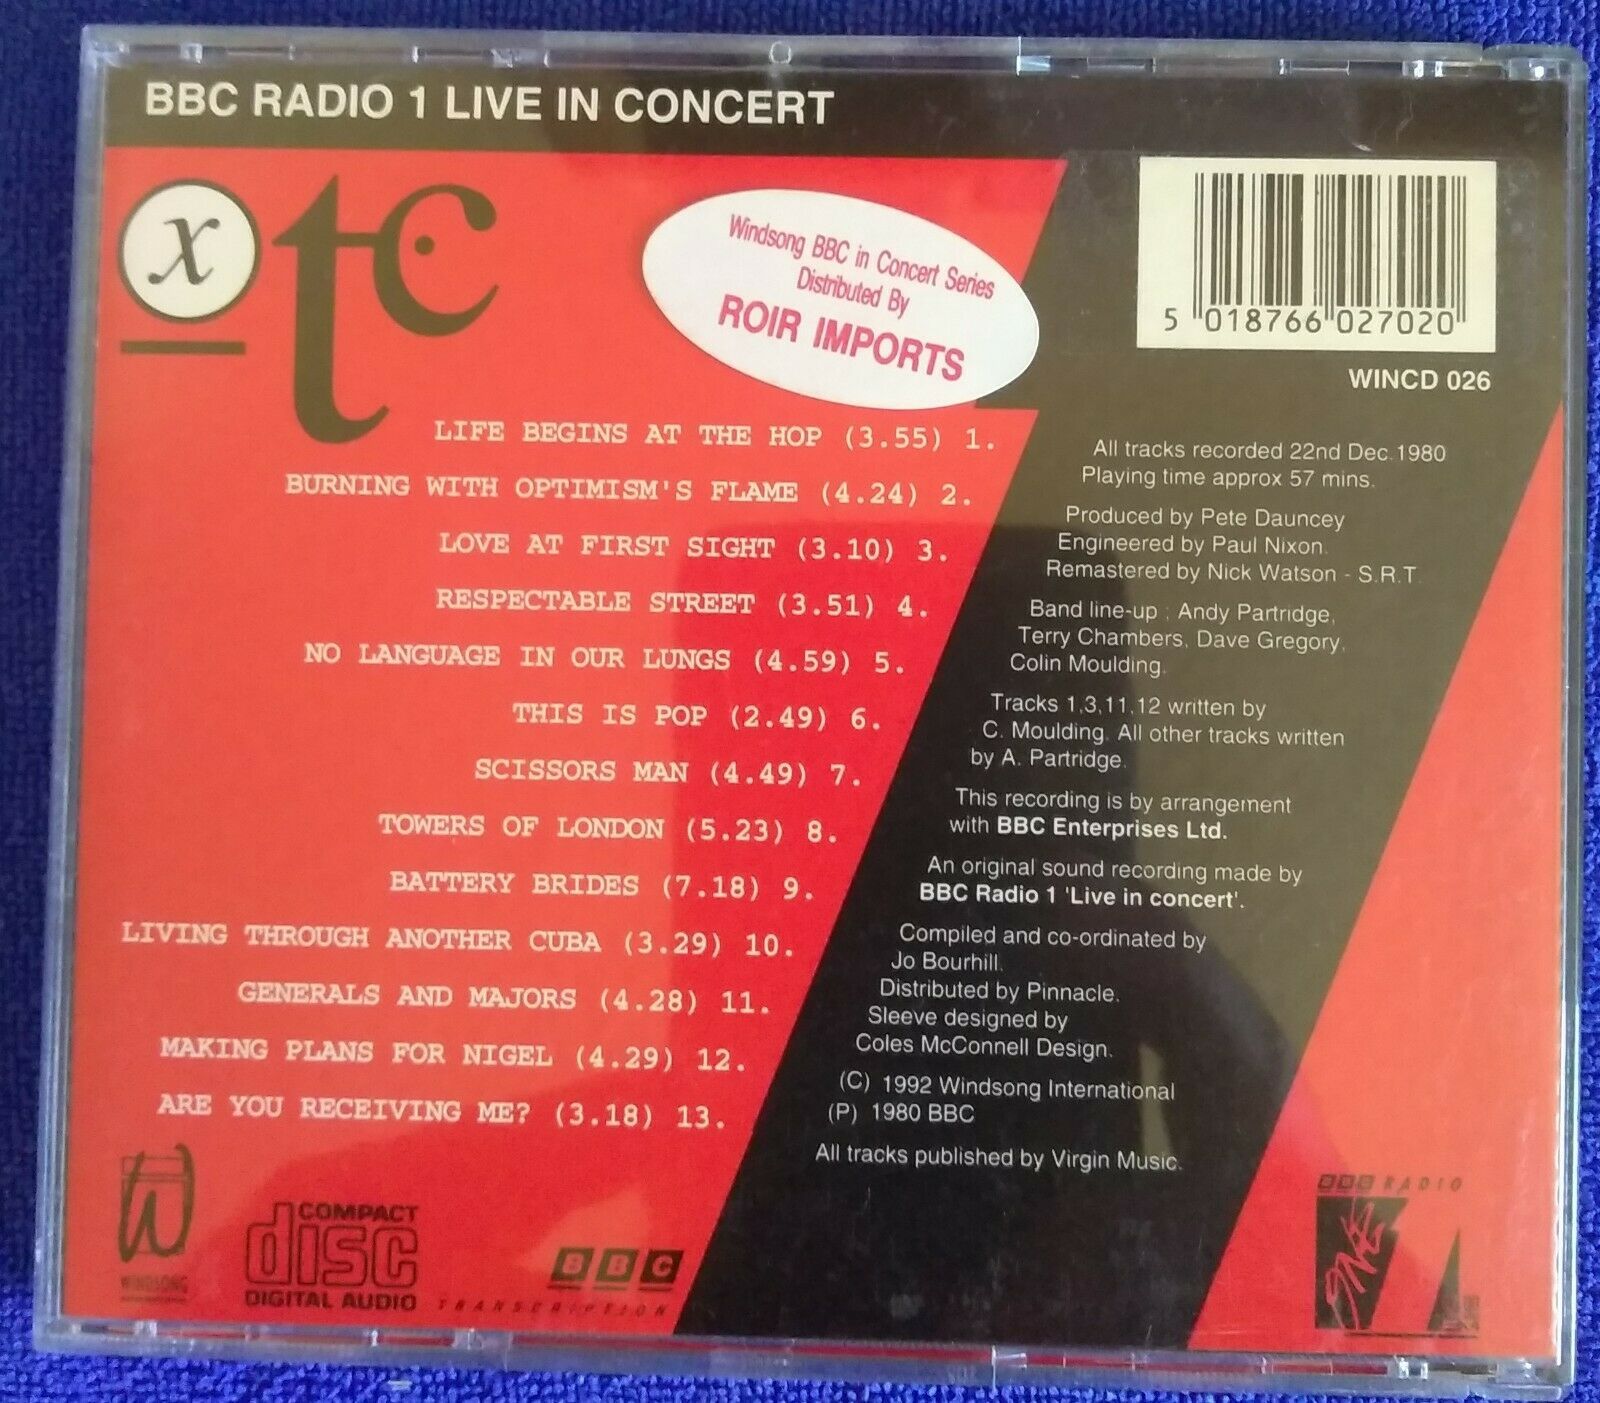 BBC RADIO 1 LIVE IN CONCERT
xtc
Windsong BBC in Concert Series
Distributed By
ROIR IMPORTS
5 018766 027020
WINCD 026
LIFE BEGINS AT THE HOP (3.55) 1.
BURNING WITH OPTIMISM'S FLAME (4.24) 2.
LOVE AT FIRST SIGHT (3.10) 3.
RESPECTABLE STREET (3.51) 4.
NO LANGUAGE IN OUR LUNGS (4.59) 5.
THIS IS POP (2.49) 6.
SCISSORS MAN (4.49) 7.
TOWERS OF LONDON (5.23) 8.
BATTERY BRIDES (7.18) 9.
LIVING THROUGH ANOTHER CUBA (3.29) 10.
GENERALS AND MAJORS (4.28) 11.
MAKING PLANS FOR NIGEL (4.29) 12.
ARE YOU RECEIVING ME? (3.18) 13.
All tracks recorded 22nd Dec.1980
Playing time approx 57 mins.
Produced by Pete Dauncey
Engineered by Paul Nixon.
Remastered by Nick Watson - S.R.T.
Band line-up : Andy Partridge,
Terry Chambers, Dave Gregory,
Colin Moulding.
Tracks 1,3,11,12 written by
C. Moulding. All other tracks written
by A. Partridge.
This recording is by arrangement
with BBC Enterprises Ltd.
An original sound recording made by
BBC Radio 1 'Live in concert'.
Compiled and co-ordinated by
Jo Bourhill.
Distributed by Pinnacle.
Sleeve designed by
Coles McConnell Design.
(C) 1992 Windsong International
(P) 1980 BBC
All tracks published by Virgin Music.
WINDSONG
COMPACT
disc
DIGITAL AUDIO
BBC
TRANSCRIPTION
BBC RADIO
1